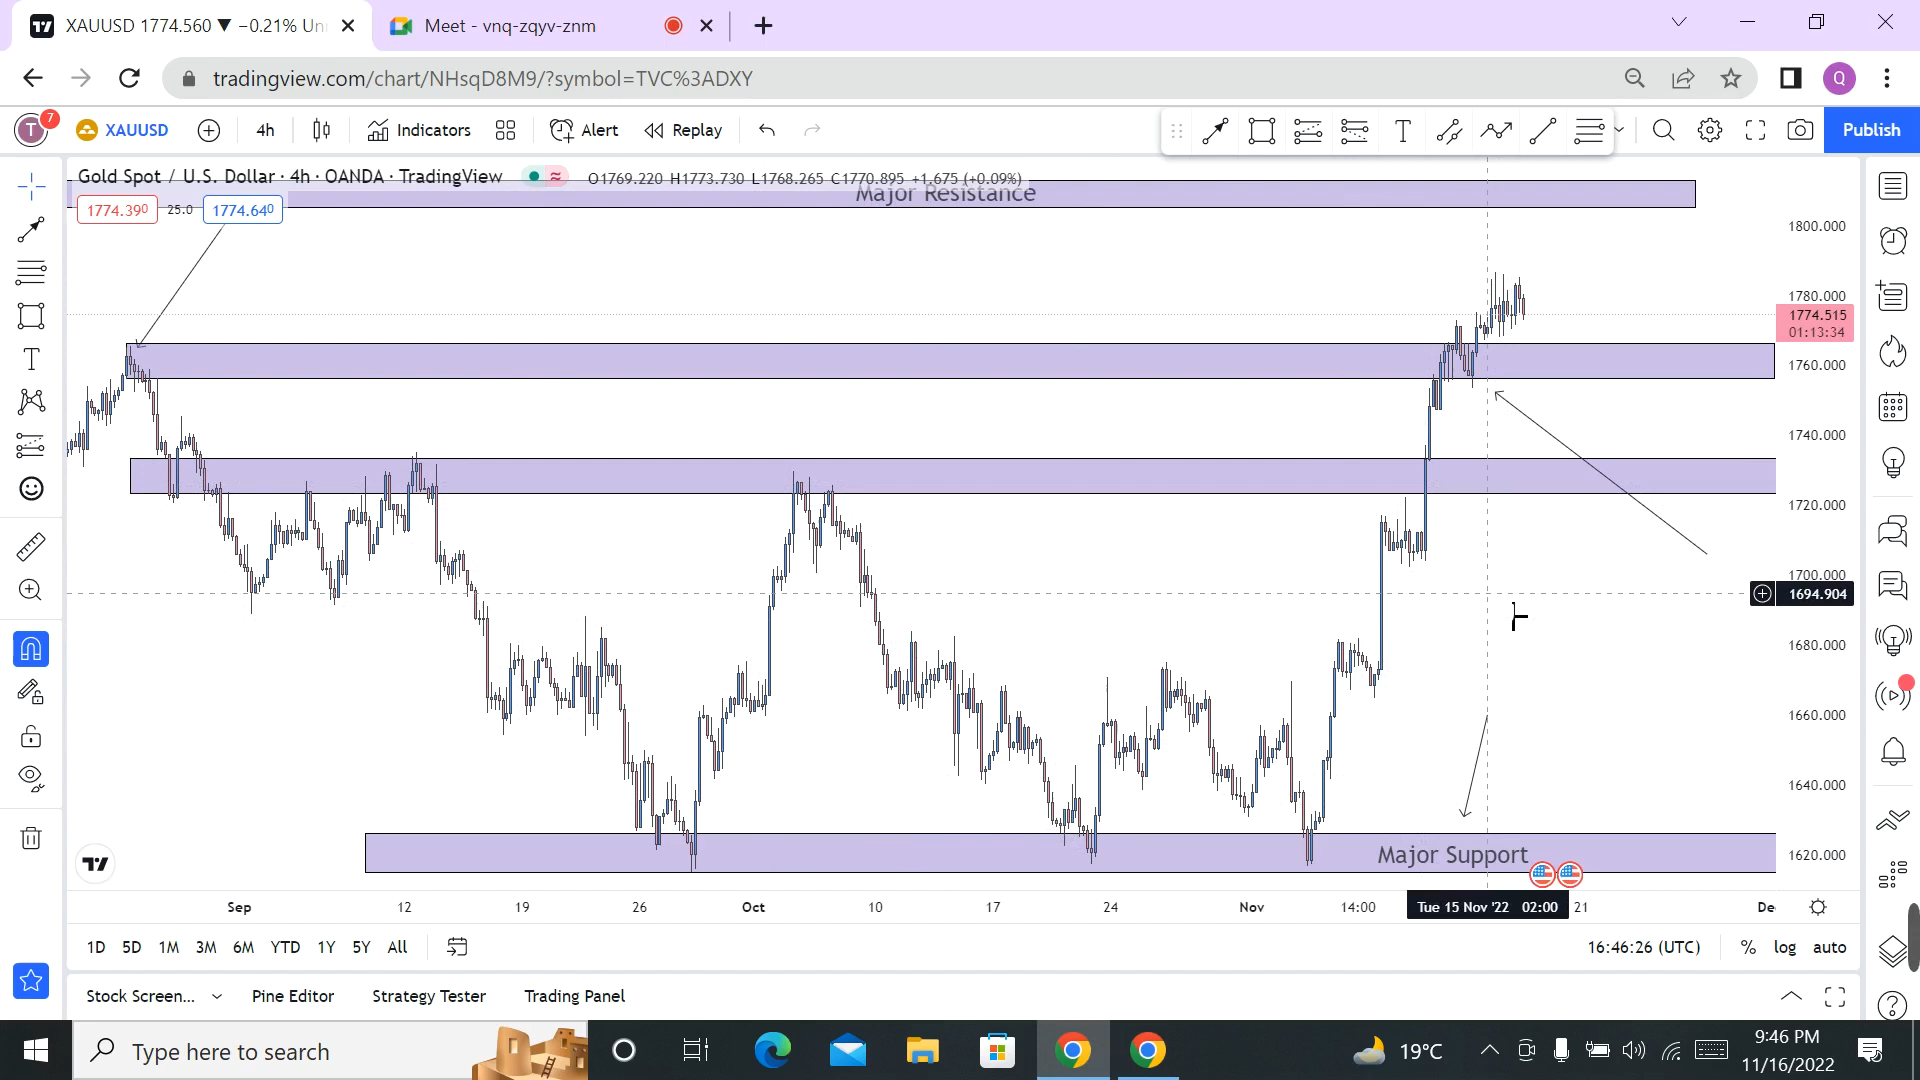 XAUUSD 1774.560 ▼ −0.21% Un
Meet - vnq-zqyv-znm
tradingview.com/chart/NHsqD8M9/?symbol=TVC%3ADXY
Q
T 7 XAUUSD 4h Indicators Alert Replay Publish
Gold Spot / U.S. Dollar · 4h · OANDA · TradingView O1769.220 H1773.730 L1768.265 C1770.895 +1.675 (+0.09%)
Major Resistance
1774.390 25.0 1774.640
1800.000
1780.000
1774.515
01:13:34
1760.000
1740.000
1720.000
1700.000
1694.904
1680.000
1660.000
1640.000
1620.000
Major Support
Sep 12 19 26 Oct 10 17 24 Nov 14:00 Tue 15 Nov '22 02:00 21 De
1D 5D 1M 3M 6M YTD 1Y 5Y All 16:46:26 (UTC) % log auto
Stock Screen... Pine Editor Strategy Tester Trading Panel
Type here to search
19°C
9:46 PM
11/16/2022